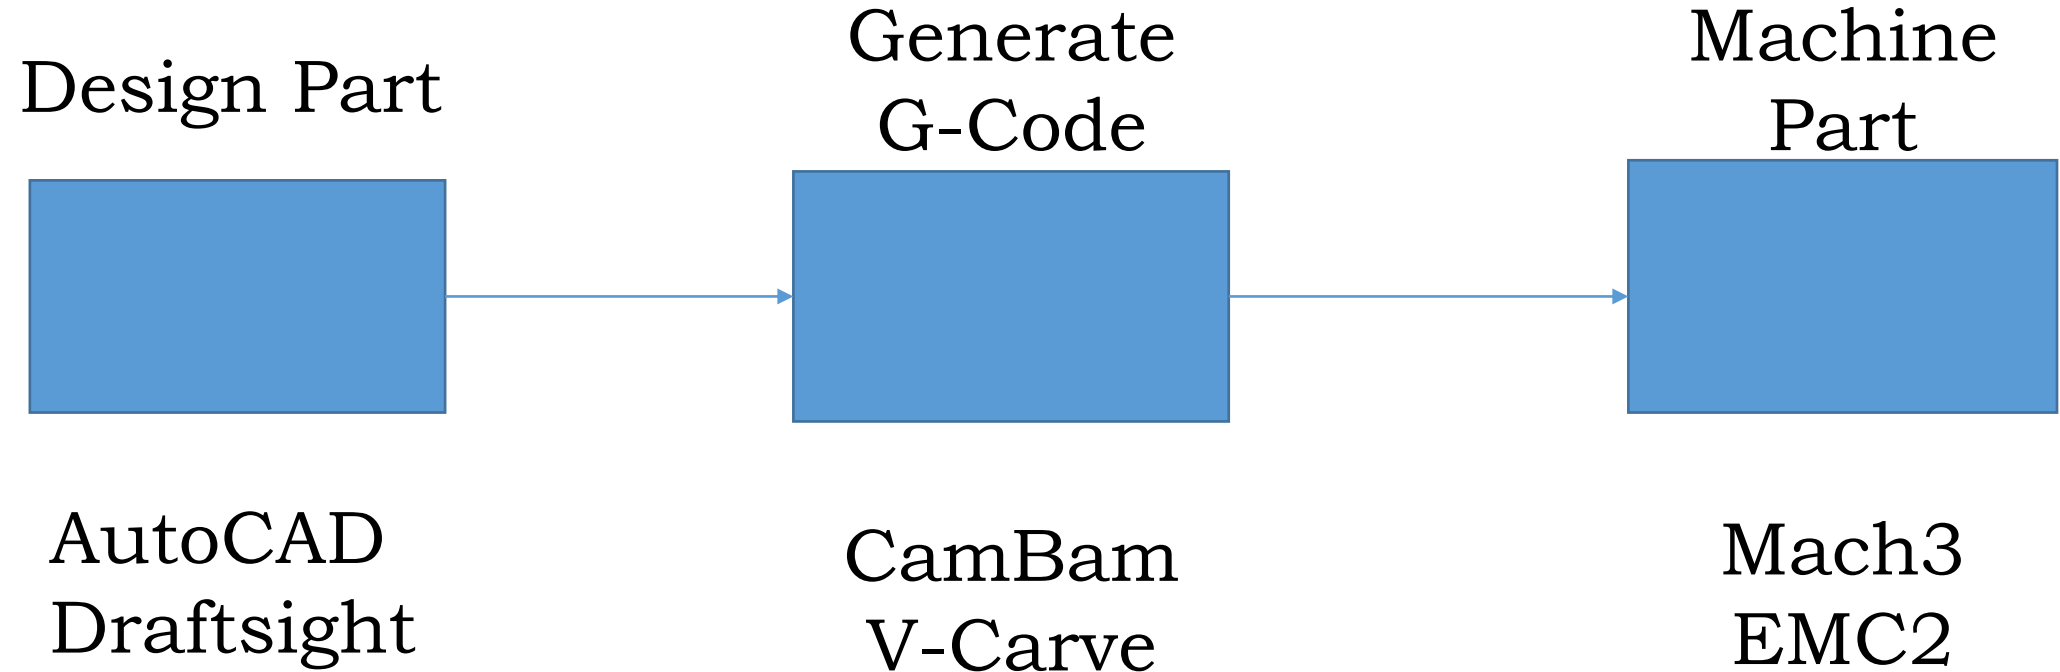 Design Part
Generate
G-Code
Machine
Part
AutoCAD
Draftsight
CamBam
V-Carve
Mach3
EMC2